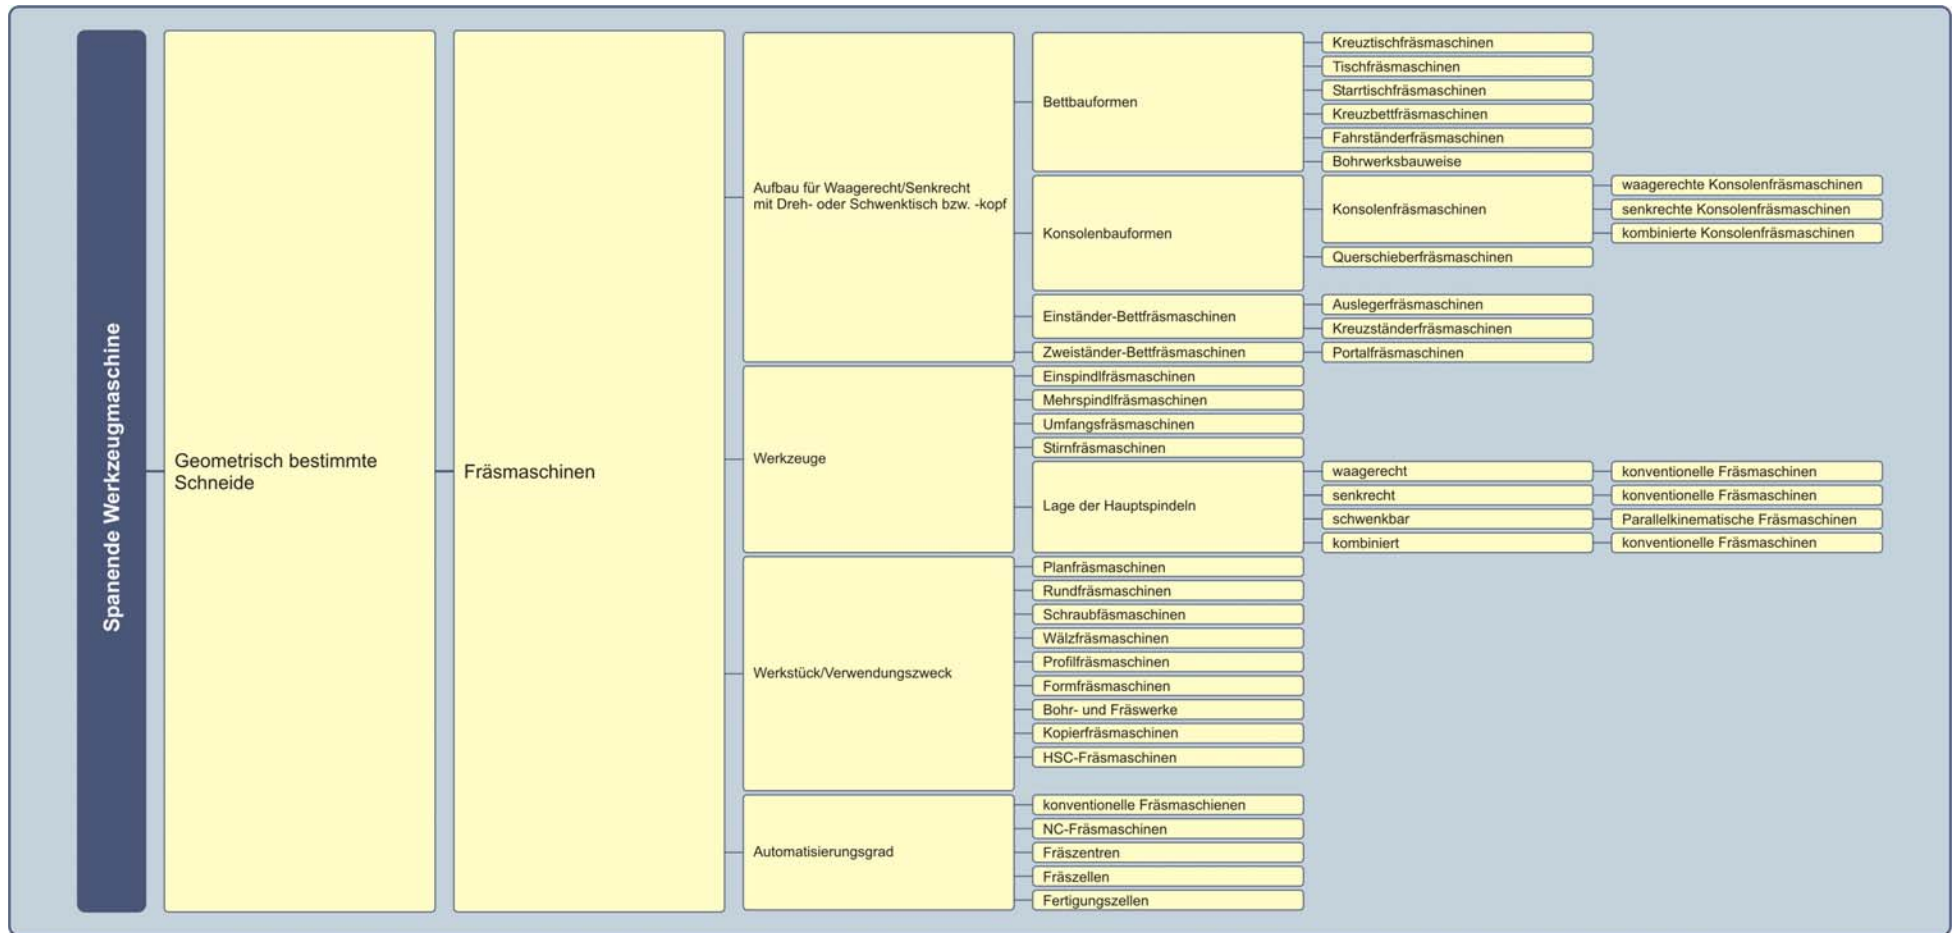 Spanende Werkzeugmaschine
Geometrisch bestimmte
Schneide
Fräsmaschinen
Aufbau für Waagerecht/Senkrecht
mit Dreh- oder Schwenktisch bzw. -kopf
Bettbauformen
Kreuztischfräsmaschinen
Tischfräsmaschinen
Starrtischfräsmaschinen
Kreuzbettfräsmaschinen
Fahrständerfräsmaschinen
Bohrwerksbauweise
Konsolenbauformen
Konsolenfräsmaschinen
waagerechte Konsolenfräsmaschinen
senkrechte Konsolenfräsmaschinen
kombinierte Konsolenfräsmaschinen
Querschieberfräsmaschinen
Einständer-Bettfräsmaschinen
Auslegerfräsmaschinen
Kreuzständerfräsmaschinen
Zweiständer-Bettfräsmaschinen
Portalfräsmaschinen
Werkzeuge
Einspindlfräsmaschinen
Mehrspindlfräsmaschinen
Umfangsfräsmaschinen
Stirnfräsmaschinen
Lage der Hauptspindeln
waagerecht
konventionelle Fräsmaschinen
senkrecht
konventionelle Fräsmaschinen
schwenkbar
Parallelkinematische Fräsmaschinen
kombiniert
konventionelle Fräsmaschinen
Werkstück/Verwendungszweck
Planfräsmaschinen
Rundfräsmaschinen
Schraubfäsmaschinen
Wälzfräsmaschinen
Profilfräsmaschinen
Formfräsmaschinen
Bohr- und Fräswerke
Kopierfräsmaschinen
HSC-Fräsmaschinen
Automatisierungsgrad
konventionelle Fräsmaschienen
NC-Fräsmaschinen
Fräszentren
Fräszellen
Fertigungszellen